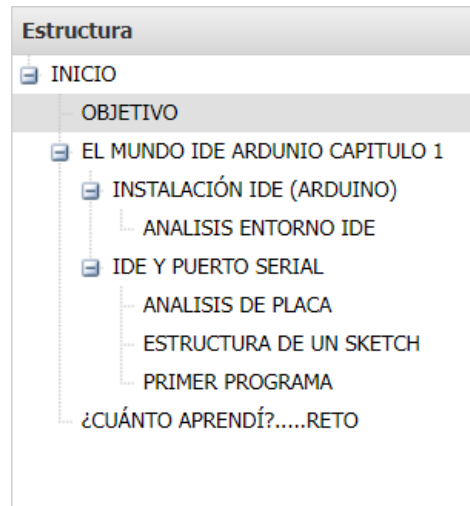 Estructura
INICIO
OBJETIVO
EL MUNDO IDE ARDUNIO CAPITULO 1
INSTALACIÓN IDE (ARDUINO)
ANALISIS ENTORNO IDE
IDE Y PUERTO SERIAL
ANALISIS DE PLACA
ESTRUCTURA DE UN SKETCH
PRIMER PROGRAMA
¿CUÁNTO APRENDÍ?.....RETO